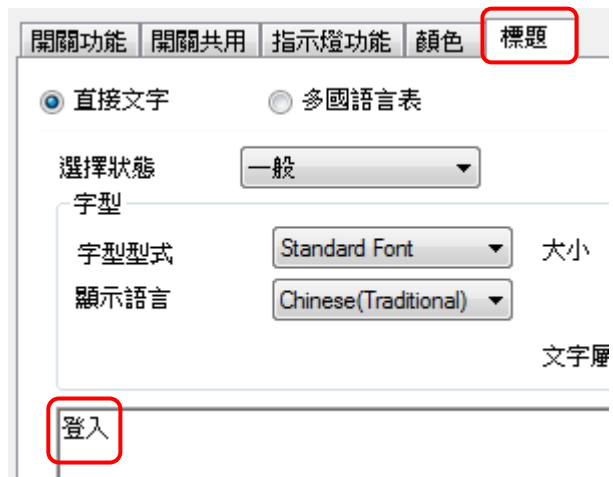 開關功能 開關共用 指示燈功能 顏色 標題
直接文字 多國語言表
選擇狀態 一般
字型
字型型式 Standard Font 大小
顯示語言 Chinese(Traditional)
文字屬
登入